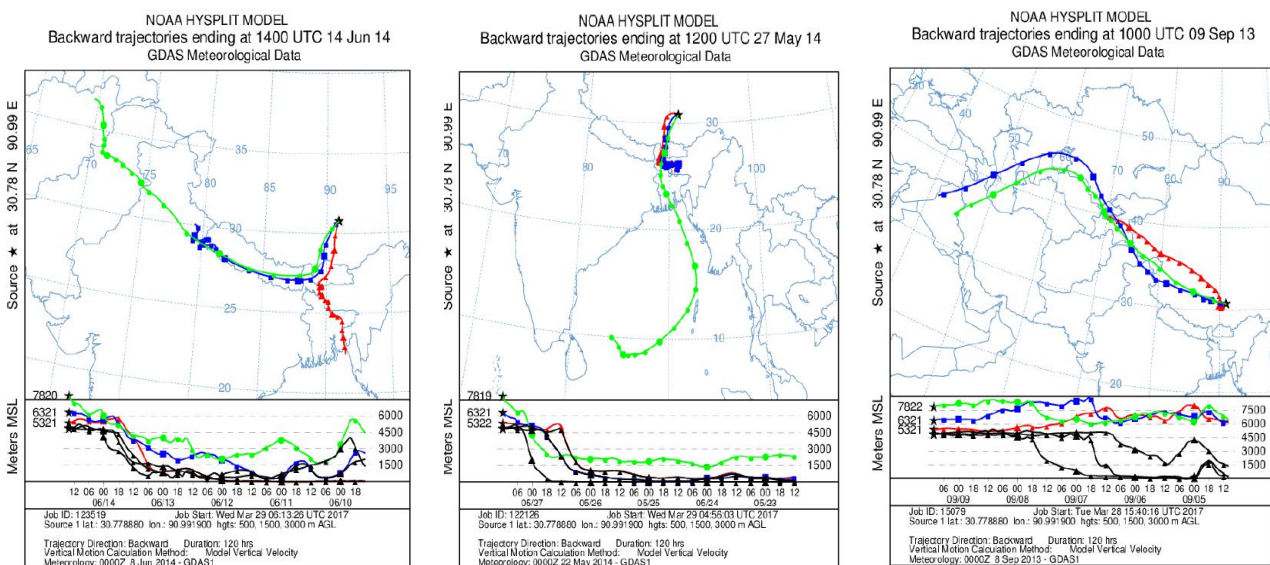 NOAA HYSPLIT MODEL
Backward trajectories ending at 1400 UTC 14 Jun 14
GDAS Meteorological Data
Source ★ at 30.78 N 90.99 E
65
70
75
80
85
90
95
35
30
25
20
Meters MSL
7820
6321
5321
6000
4500
3000
1500
12 06 00 18 12 06 00 18 12 06 00 18 12 06 00 18 12 06 00 18
06/14 06/13 06/12 06/11 06/10
Job ID: 123519 Job Start: Wed Mar 29 06:13:26 UTC 2017
Source 1 lat.: 30.778880 lon.: 90.991900 hgts: 500, 1500, 3000 m AGL
Trajectory Direction: Backward Duration: 120 hrs
Vertical Motion Calculation Method: Model Vertical Velocity
Meteorology: 0000Z 8 Jun 2014 - GDAS1
NOAA HYSPLIT MODEL
Backward trajectories ending at 1200 UTC 27 May 14
GDAS Meteorological Data
Source ★ at 30.78 N 90.99 E
80
90
100
30
20
10
Meters MSL
7819
6321
5322
6000
4500
3000
1500
06 00 18 12 06 00 18 12 06 00 18 12 06 00 18 12 06 00 18 12
05/27 05/26 05/25 05/24 05/23
Job ID: 122126 Job Start: Wed Mar 29 04:56:03 UTC 2017
Source 1 lat.: 30.778880 lon.: 90.991900 hgts: 500, 1500, 3000 m AGL
Trajectory Direction: Backward Duration: 120 hrs
Vertical Motion Calculation Method: Model Vertical Velocity
Meteorology: 0000Z 22 May 2014 - GDAS1
NOAA HYSPLIT MODEL
Backward trajectories ending at 1000 UTC 09 Sep 13
GDAS Meteorological Data
Source ★ at 30.78 N 90.99 E
40
50
60
70
80
90
50
40
30
20
Meters MSL
7822
6321
5321
7500
6000
4500
3000
1500
06 00 18 12 06 00 18 12 06 00 18 12 06 00 18 12 06 00 18 12
09/09 09/08 09/07 09/06 09/05
Job ID: 15079 Job Start: Tue Mar 28 15:40:16 UTC 2017
Source 1 lat.: 30.778880 lon.: 90.991900 hgts: 500, 1500, 3000 m AGL
Trajectory Direction: Backward Duration: 120 hrs
Vertical Motion Calculation Method: Model Vertical Velocity
Meteorology: 0000Z 8 Sep 2013 - GDAS1